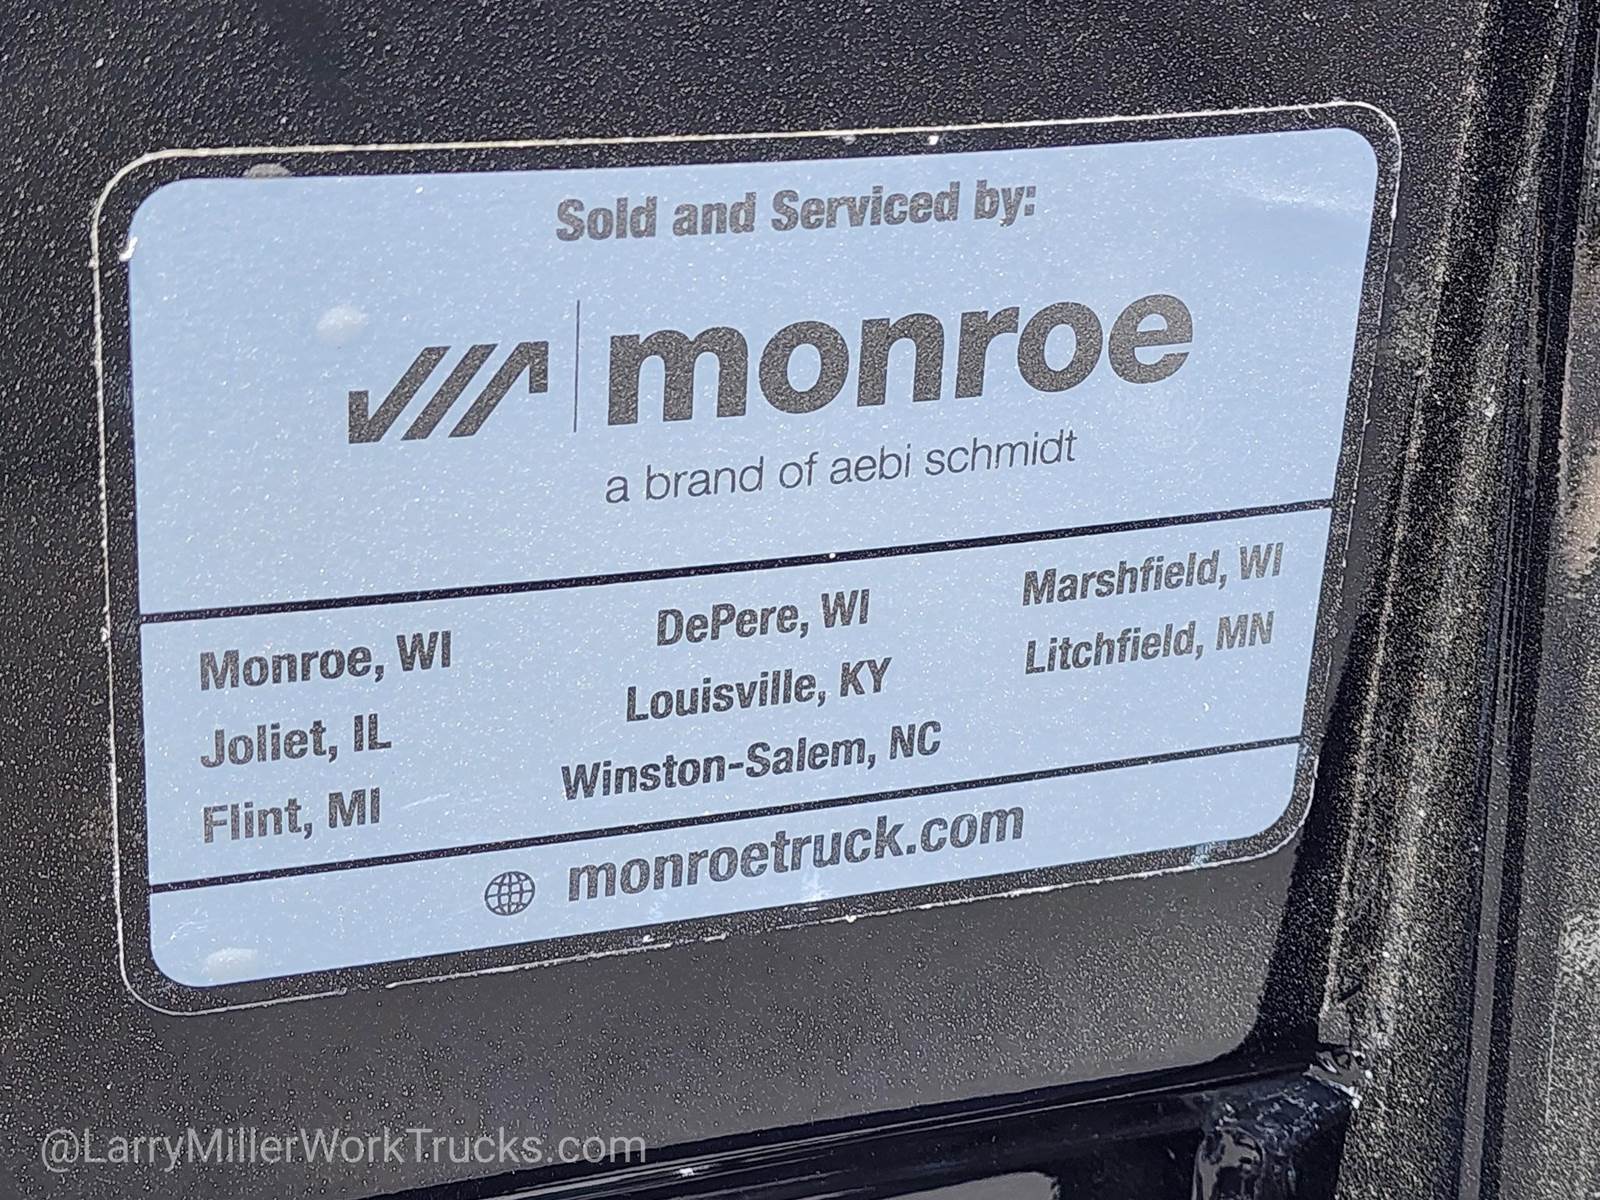 Sold and Serviced by:
monroe
a brand of aebi schmidt
Monroe, WI
Joliet, IL
Flint, MI
DePere, WI
Louisville, KY
Winston-Salem, NC
Marshfield, WI
Litchfield, MN
monroetruck.com
@LarryMillerWorkTrucks.com